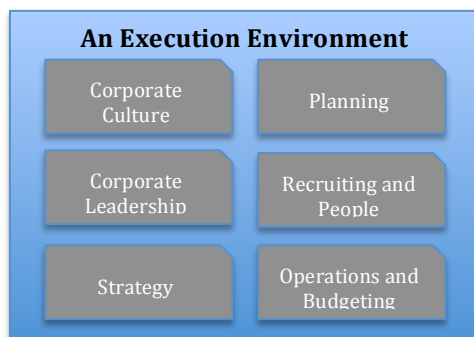 An Execution Environment
Corporate
Culture
Planning
Corporate
Leadership
Recruiting and
People
Strategy
Operations and
Budgeting